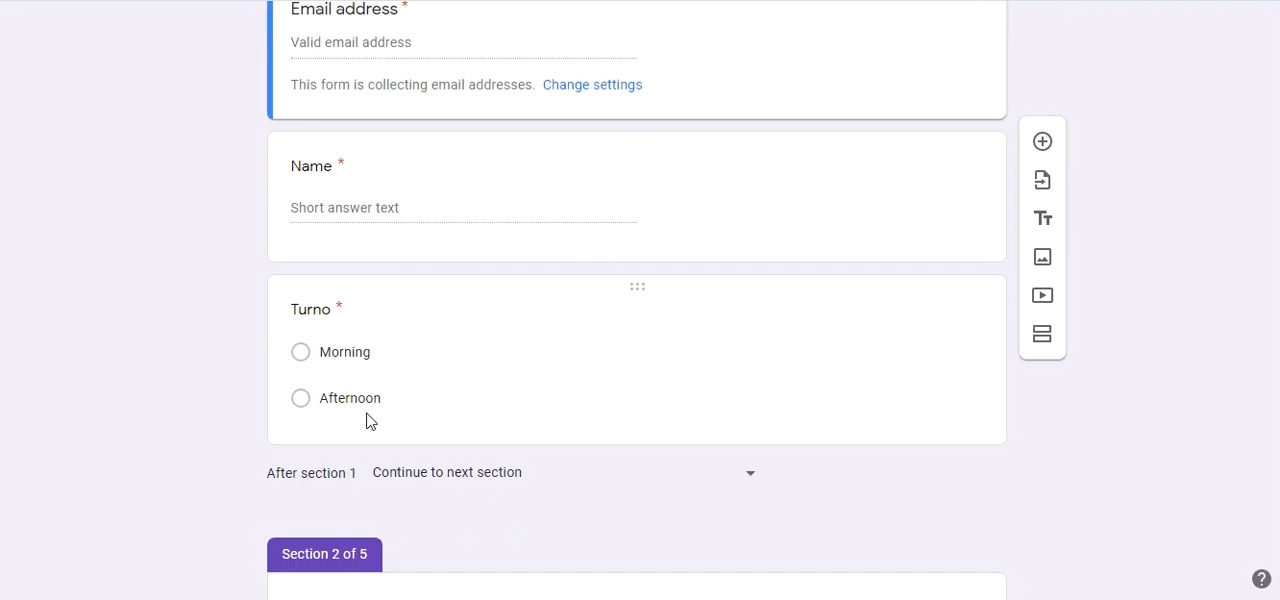 Email address *
Valid email address
This form is collecting email addresses. Change settings
Name *
Short answer text
Turno *
Morning
Afternoon
After section 1 Continue to next section
Section 2 of 5